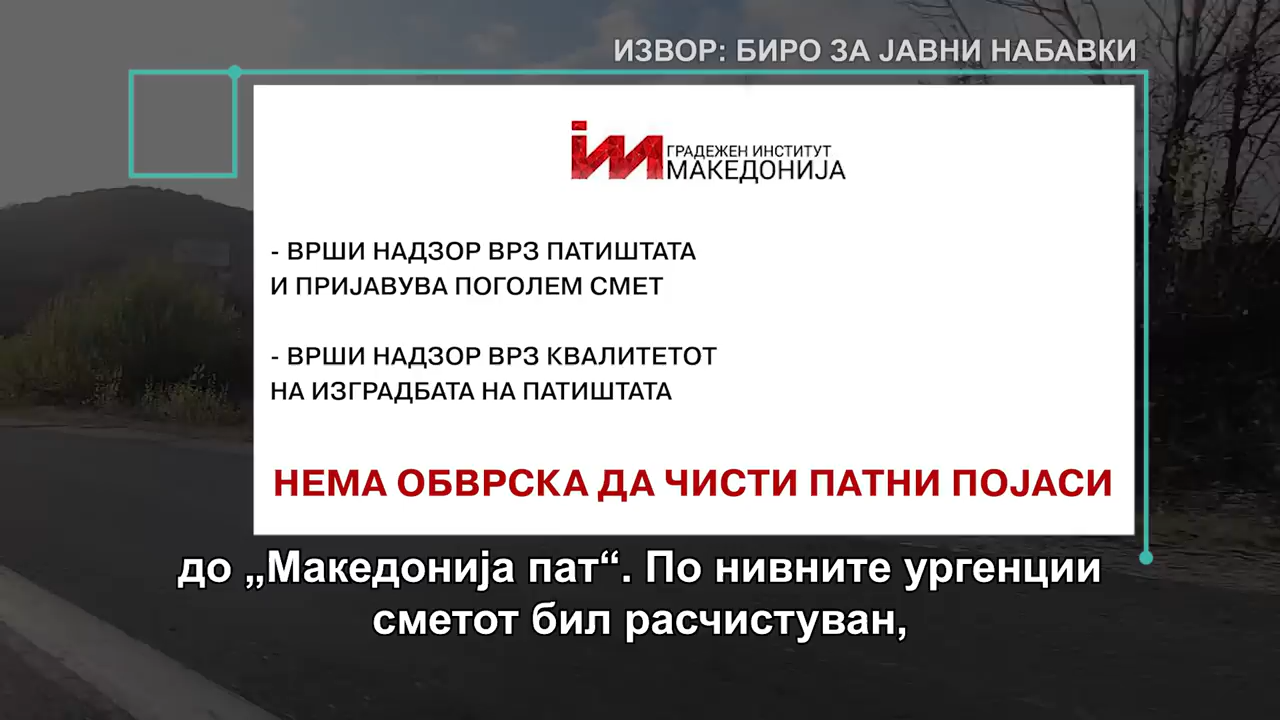 ИЗВОР: БИРО ЗА ЈАВНИ НАБАВКИ
ГРАДЕЖЕН ИНСТИТУТ
МАКЕДОНИЈА
- ВРШИ НАДЗОР ВРЗ ПАТИШТАТА
И ПРИЈАВУВА ПОГОЛЕМ СМЕТ
- ВРШИ НАДЗОР ВРЗ КВАЛИТЕТОТ
НА ИЗГРАДБАТА НА ПАТИШТАТА
НЕМА ОБВРСКА ДА ЧИСТИ ПАТНИ ПОЈАСИ
до „Македонија пат“. По нивните ургенции
сметот бил расчистуван,